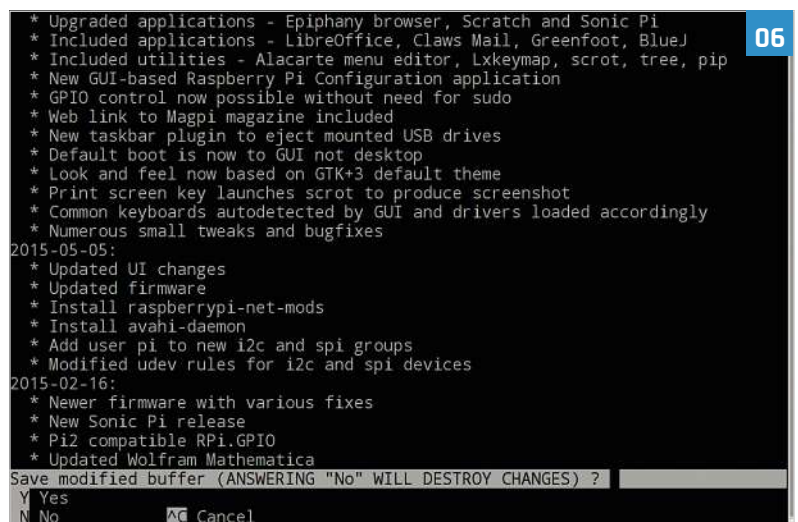 * Upgraded applications - Epiphany browser, Scratch and Sonic Pi
* Included applications - LibreOffice, Claws Mail, Greenfoot, BlueJ
06
* Included utilities - Alacarte menu editor, Lxkeymap, scrot, tree, pip
* New GUI-based Raspberry Pi Configuration application
* GPIO control now possible without need for sudo
* Web link to Magpi magazine included
* New taskbar plugin to eject mounted USB drives
* Default boot is now to GUI not desktop
* Look and feel now based on GTK+3 default theme
* Print screen key launches scrot to produce screenshot
* Common keyboards autodetected by GUI and drivers loaded accordingly
* Numerous small tweaks and bugfixes
2015-05-05:
* Updated UI changes
* Updated firmware
* Install raspberrypi-net-mods
* Install avahi-daemon
* Add user pi to new i2c and spi groups
* Modified udev rules for i2c and spi devices
2015-02-16:
* Newer firmware with various fixes
* New Sonic Pi release
* Pi2 compatible RPi.GPIO
* Updated Wolfram Mathematica
Save modified buffer (ANSWERING "No" WILL DESTROY CHANGES) ?
Y Yes
N No ^C Cancel